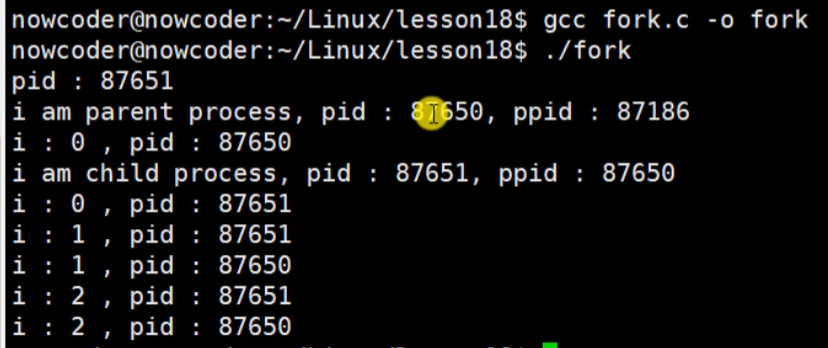 nowcoder@nowcoder:~/Linux/lesson18$ gcc fork.c -o fork
nowcoder@nowcoder:~/Linux/lesson18$ ./fork
pid : 87651
i am parent process, pid : 87650, ppid : 87186
i : 0 , pid : 87650
i am child process, pid : 87651, ppid : 87650
i : 0 , pid : 87651
i : 1 , pid : 87651
i : 1 , pid : 87650
i : 2 , pid : 87651
i : 2 , pid : 87650